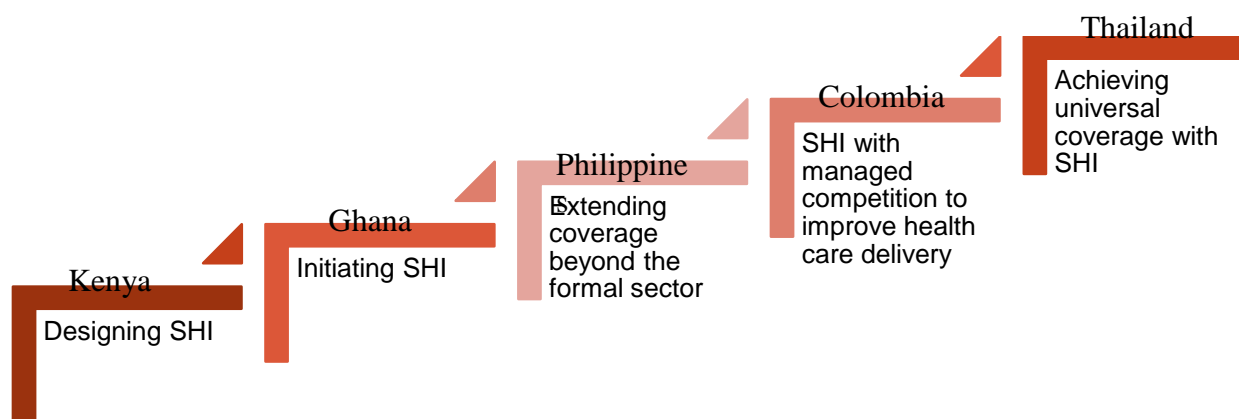 Kenya
Designing SHI
Ghana
Initiating SHI
Philippine
s
Extending
coverage
beyond the
formal sector
Colombia
SHI with
managed
competition to
improve health
care delivery
Thailand
Achieving
universal
coverage with
SHI